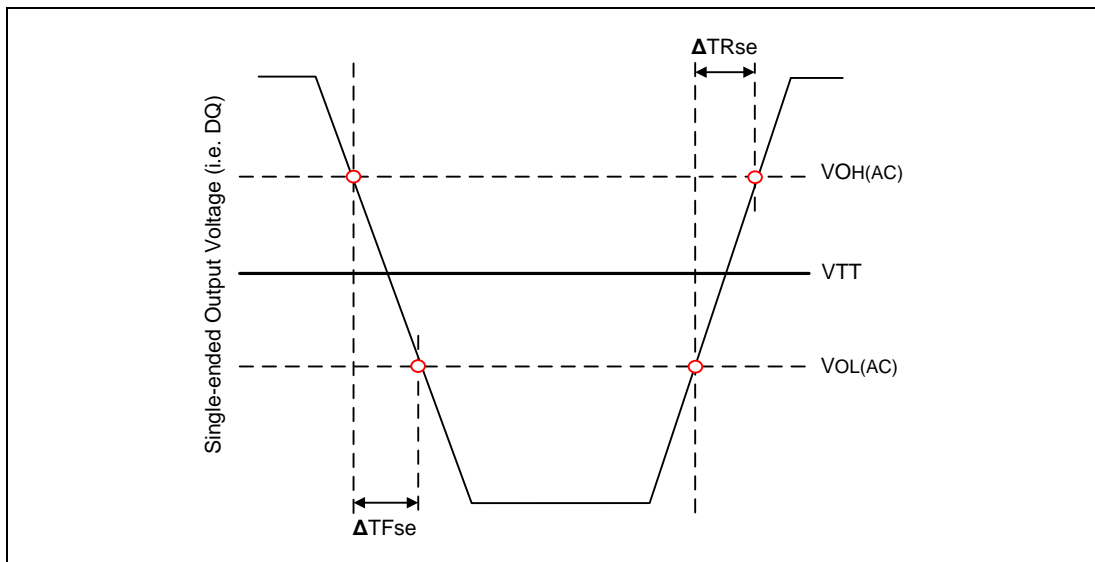 ΔTRse
Single-ended Output Voltage (i.e. DQ)
VOH(AC)
VTT
VOL(AC)
ΔTFse